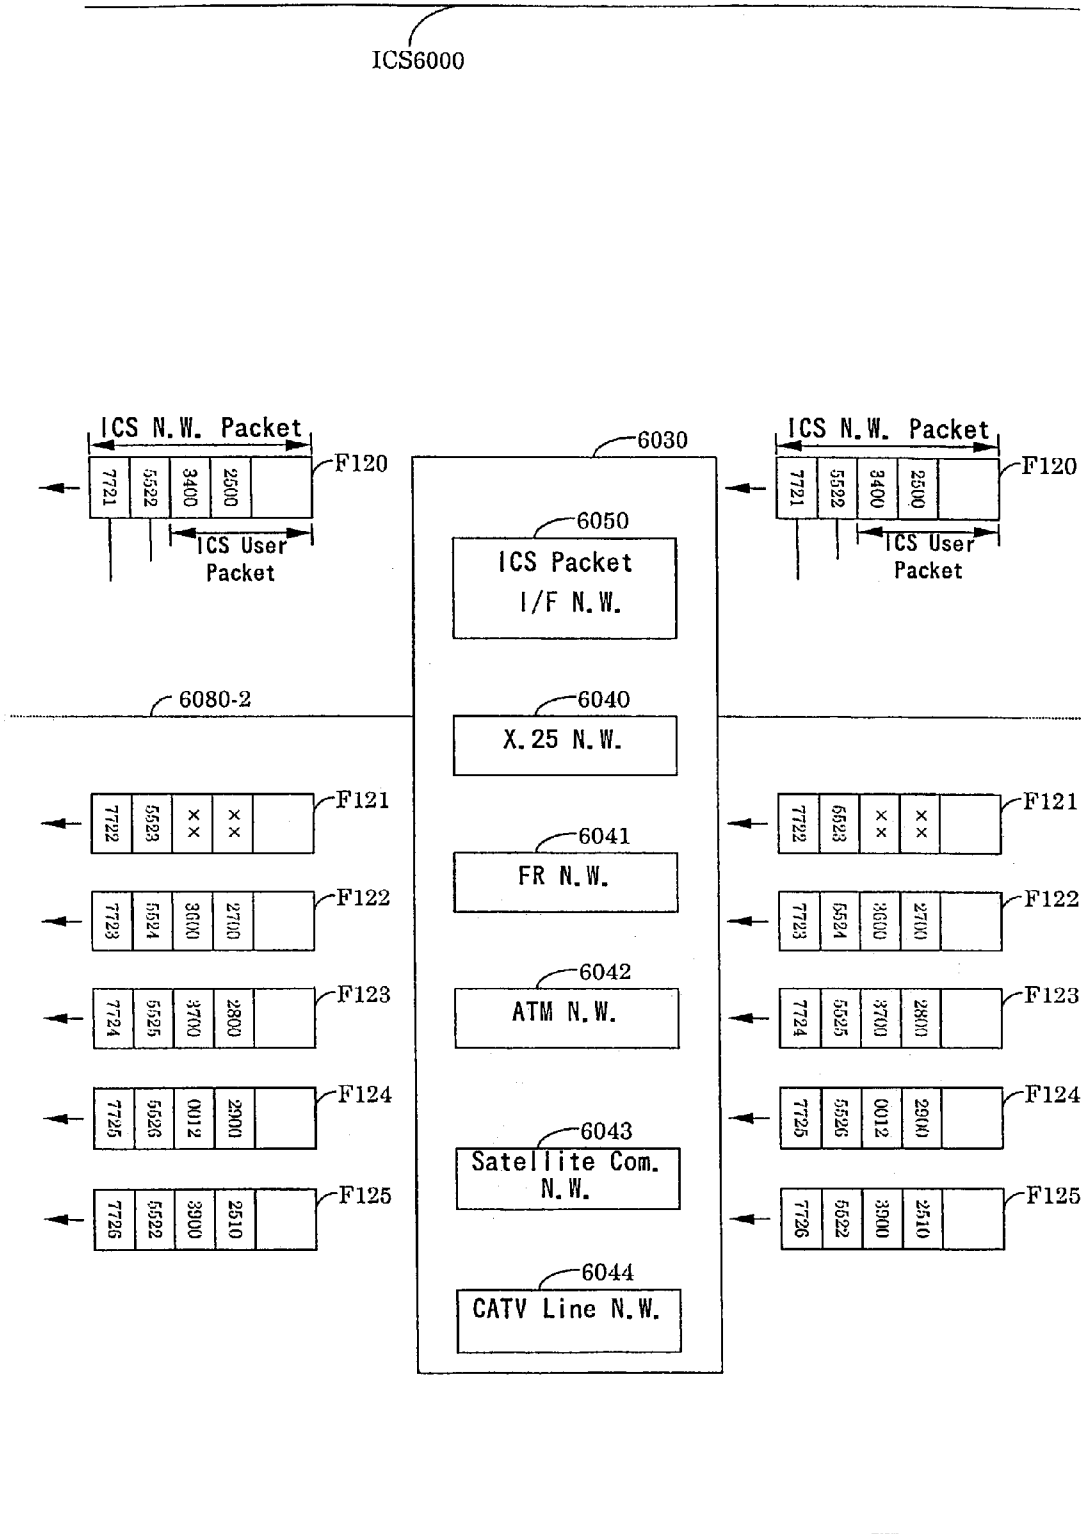 ICS6000
ICS N.W. Packet
F120
7721 5522 3400 2500
ICS User
Packet
6030
6050
ICS Packet
I/F N.W.
ICS N.W. Packet
F120
7721 5522 3400 2500
ICS User
Packet
6080-2
6040
X.25 N.W.
F121
7722 5523 ×× ××
6041
FR N.W.
F121
7722 5523 ×× ××
F122
7723 5524 3600 2700
F122
7723 5524 3600 2700
6042
ATM N.W.
F123
7724 5525 3700 2800
F123
7724 5525 3700 2800
F124
7725 5526 0012 2900
6043
Satellite Com.
N.W.
F124
7725 5526 0012 2900
F125
7726 5522 3900 2510
F125
7726 5522 3900 2510
6044
CATV Line N.W.